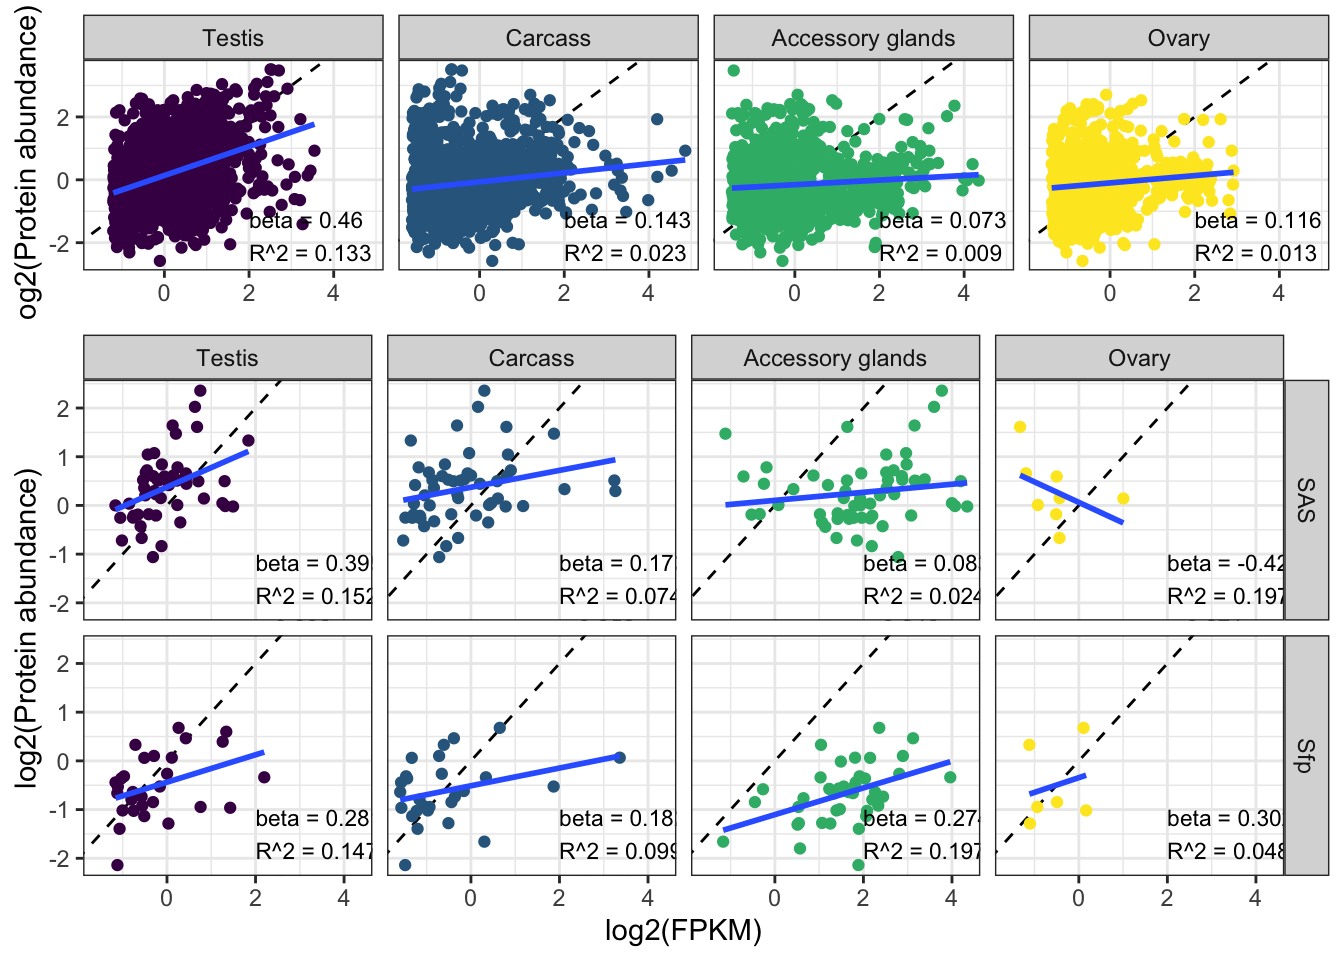 Testis
Carcass
Accessory glands
Ovary
og2(Protein abundance)
2
0
-2
beta = 0.46
R^2 = 0.133
beta = 0.143
R^2 = 0.023
beta = 0.073
R^2 = 0.009
beta = 0.116
R^2 = 0.013
0 2 4
0 2 4
0 2 4
0 2 4
Testis
Carcass
Accessory glands
Ovary
log2(Protein abundance)
2
1
0
-1
-2
beta = 0.39
R^2 = 0.152
beta = 0.17
R^2 = 0.074
beta = 0.08
R^2 = 0.024
beta = -0.42
R^2 = 0.197
SAS
2
1
0
-1
-2
beta = 0.28
R^2 = 0.147
beta = 0.18
R^2 = 0.099
beta = 0.274
R^2 = 0.197
beta = 0.30
R^2 = 0.048
Sfp
0 2 4
0 2 4
0 2 4
0 2 4
log2(FPKM)